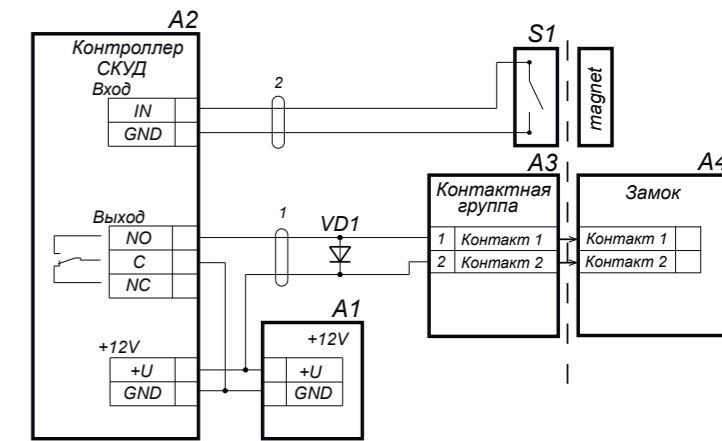 A2
Контроллер
СКУД
Вход
IN
GND
2
S1
magnet
A3
Контактная
группа
1 Контакт 1
2 Контакт 2
A4
Замок
Контакт 1
Контакт 2
Выход
NO
C
NC
1
VD1
A1
+12V
+U
GND
+12V
+U
GND